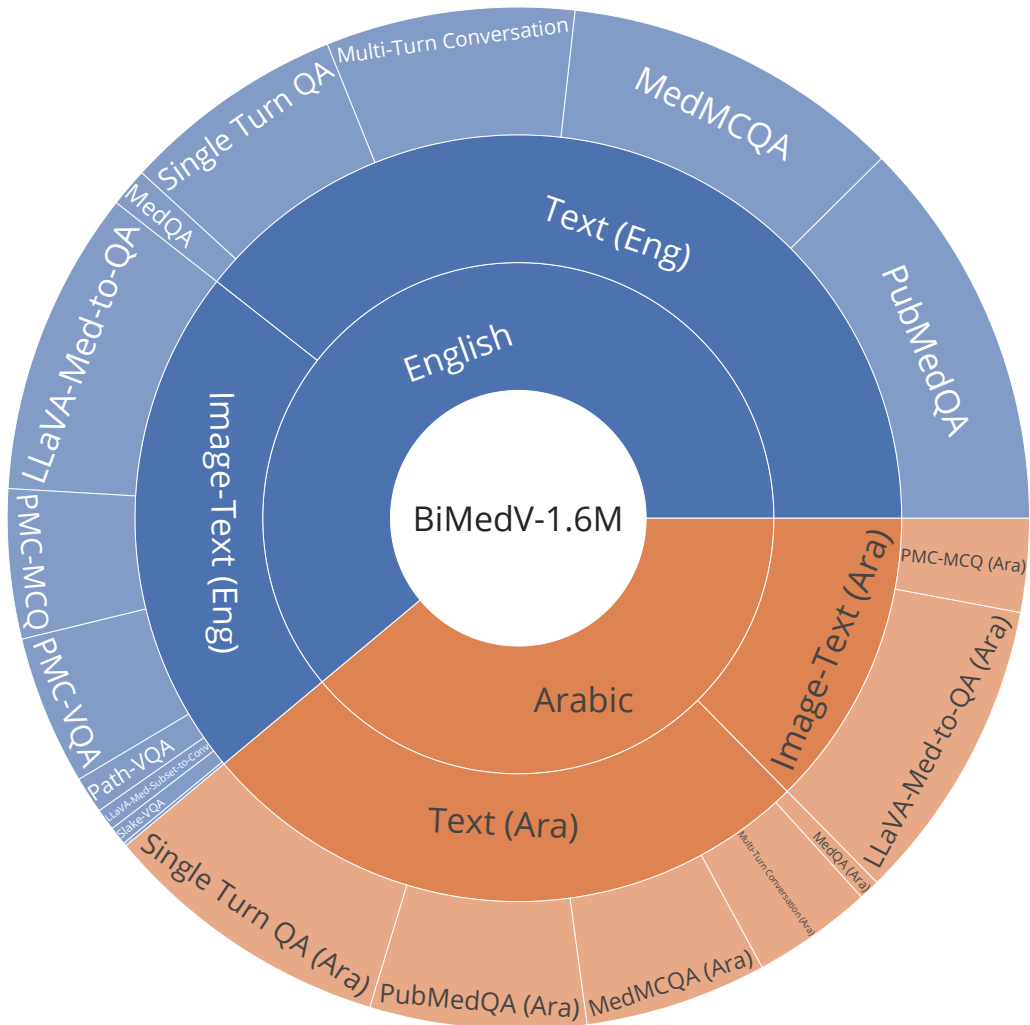 BiMedV-1.6M
English
Arabic
Text (Eng)
Image-Text (Eng)
Text (Ara)
Image-Text (Ara)
PubMedQA
MedMCQA
Multi-Turn Conversation
Single Turn QA
MedQA
LLaVA-Med-to-QA
PMC-MCQ
PMC-VQA
Path-VQA
LLaVA-Med-Subset-to-Conv
Slake-VQA
Single Turn QA (Ara)
PubMedQA (Ara)
MedMCQA (Ara)
Multi-Turn Conversation (Ara)
MedQA (Ara)
LLaVA-Med-to-QA (Ara)
PMC-MCQ (Ara)